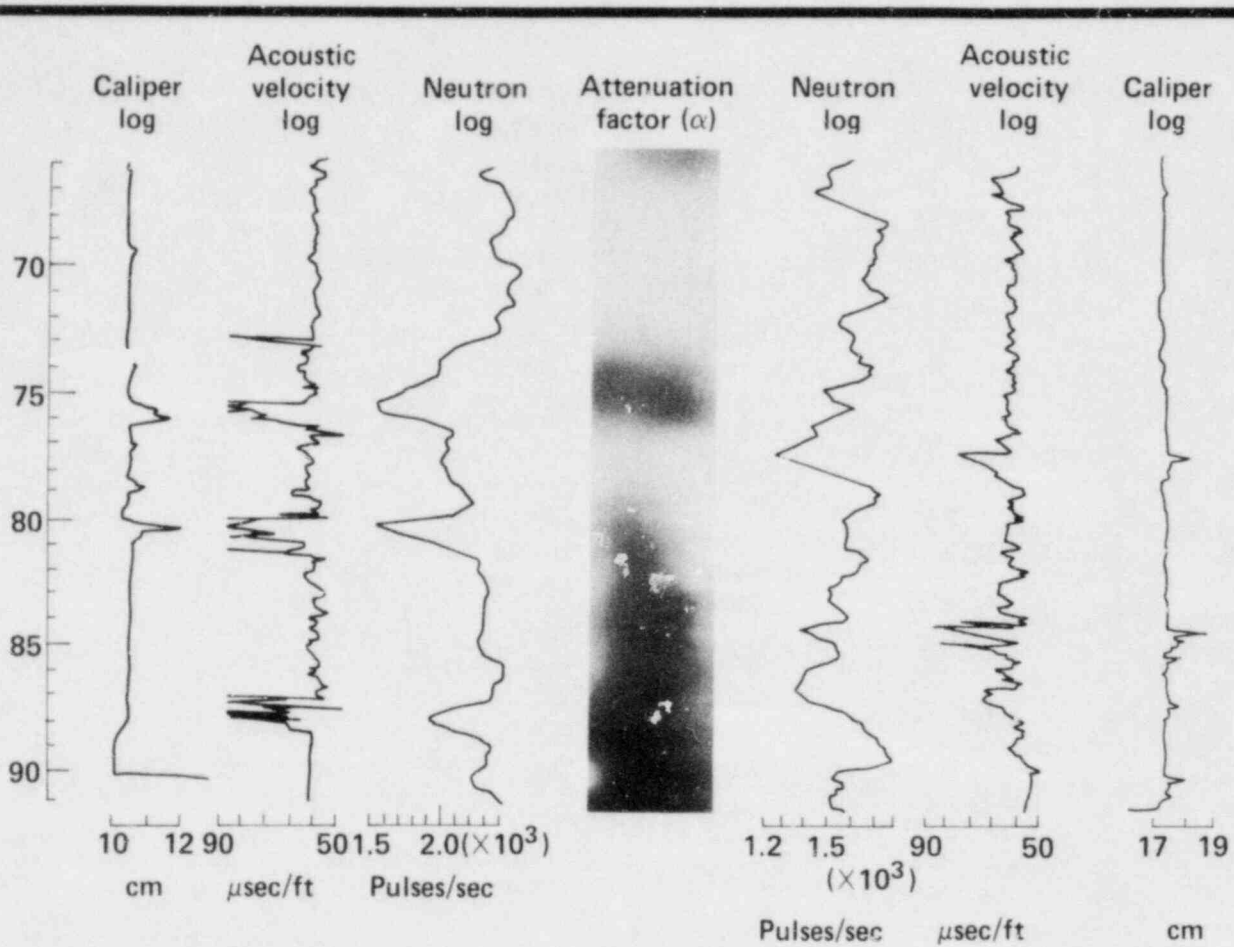 Caliper log
Acoustic velocity log
Neutron log
Attenuation factor (α)
Neutron log
Acoustic velocity log
Caliper log
70
75
80
85
90
10 12
cm
90 50
μsec/ft
1.5 2.0(×10³)
Pulses/sec
1.2 1.5
(×10³)
Pulses/sec
90 50
μsec/ft
17 19
cm